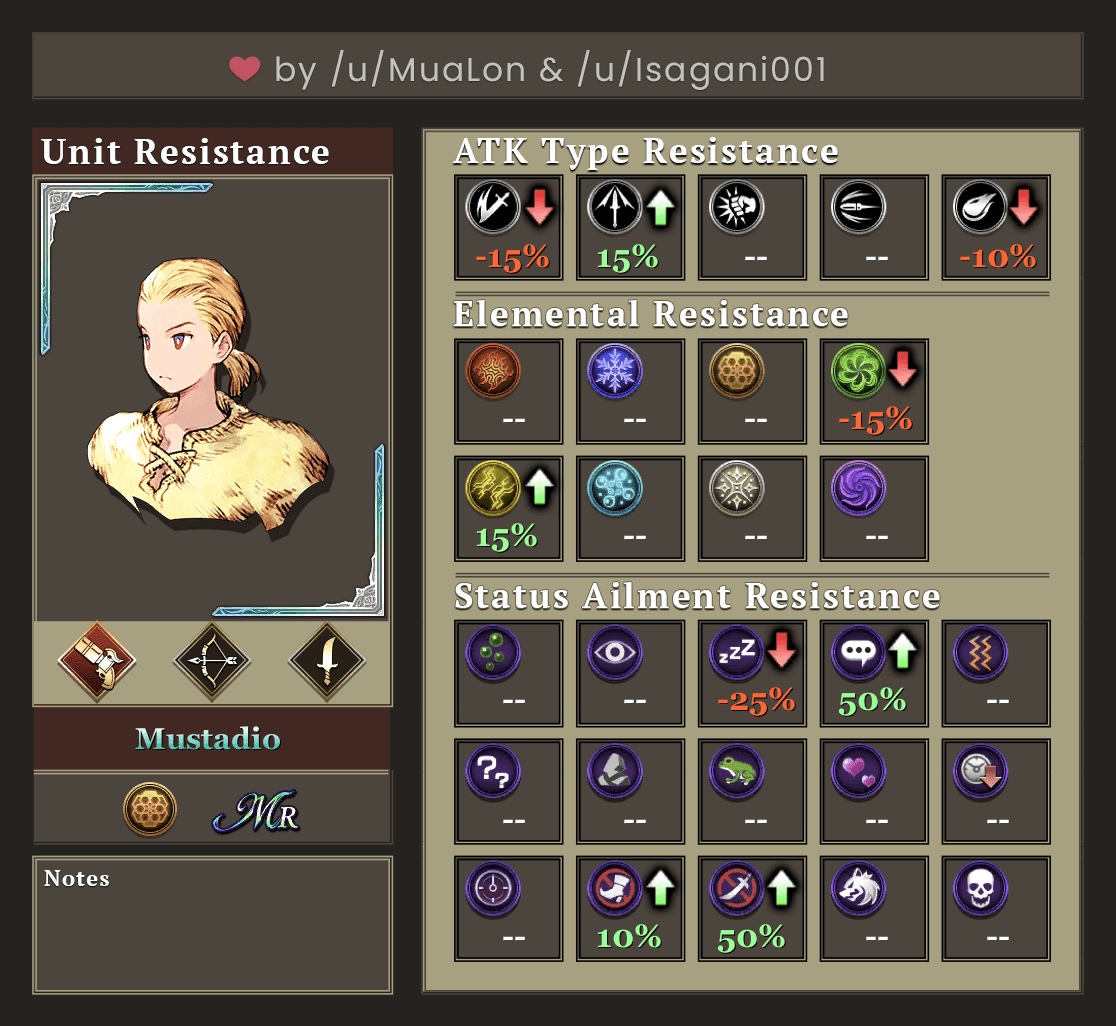 by /u/MuaLon & /u/Isagani001
Unit Resistance
Mustadio
MR
Notes
ATK Type Resistance
-15% 15% -- -- -10%
Elemental Resistance
-- -- -- -15%
15% -- -- --
Status Ailment Resistance
zzZ ??
-- -- -25% 50% --
-- -- -- -- --
-- 10% 50% -- --